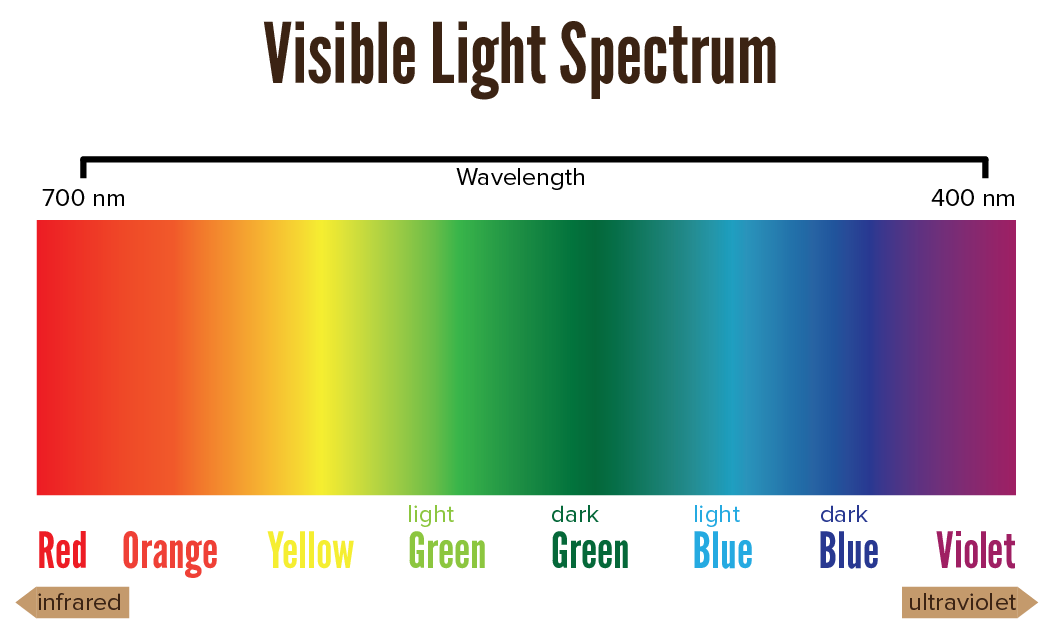 Visible Light Spectrum
Wavelength
700 nm
400 nm
light
dark
light
dark
Red Orange Yellow Green Green Blue Blue Violet
infrared
ultraviolet